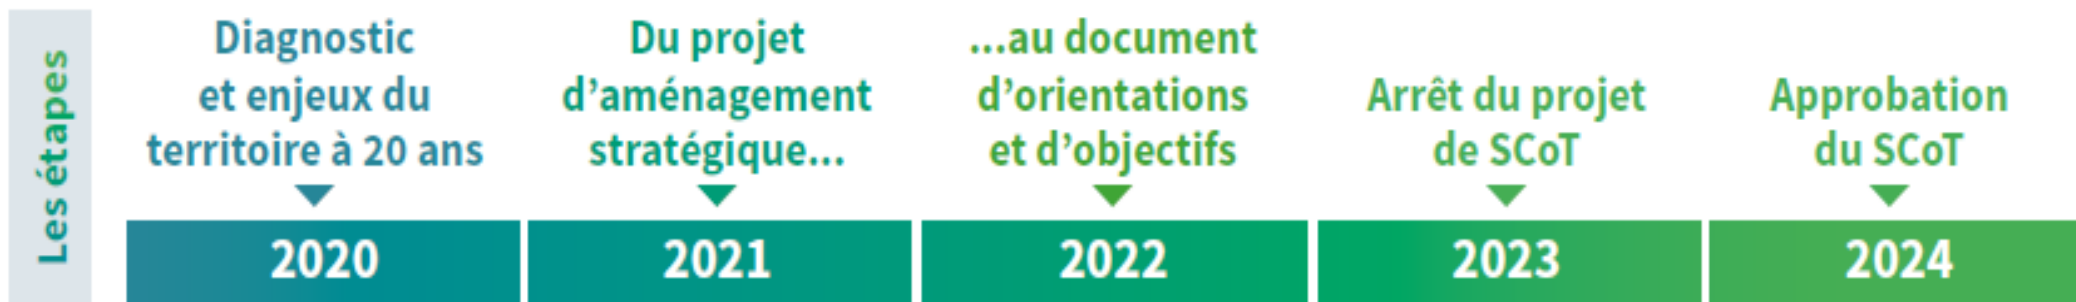 Les étapes
Diagnostic
et enjeux du
territoire à 20 ans
2020
Du projet
d'aménagement
stratégique...
2021
...au document
d'orientations
et d'objectifs
2022
Arrêt du projet
de SCoT
2023
Approbation
du SCoT
2024